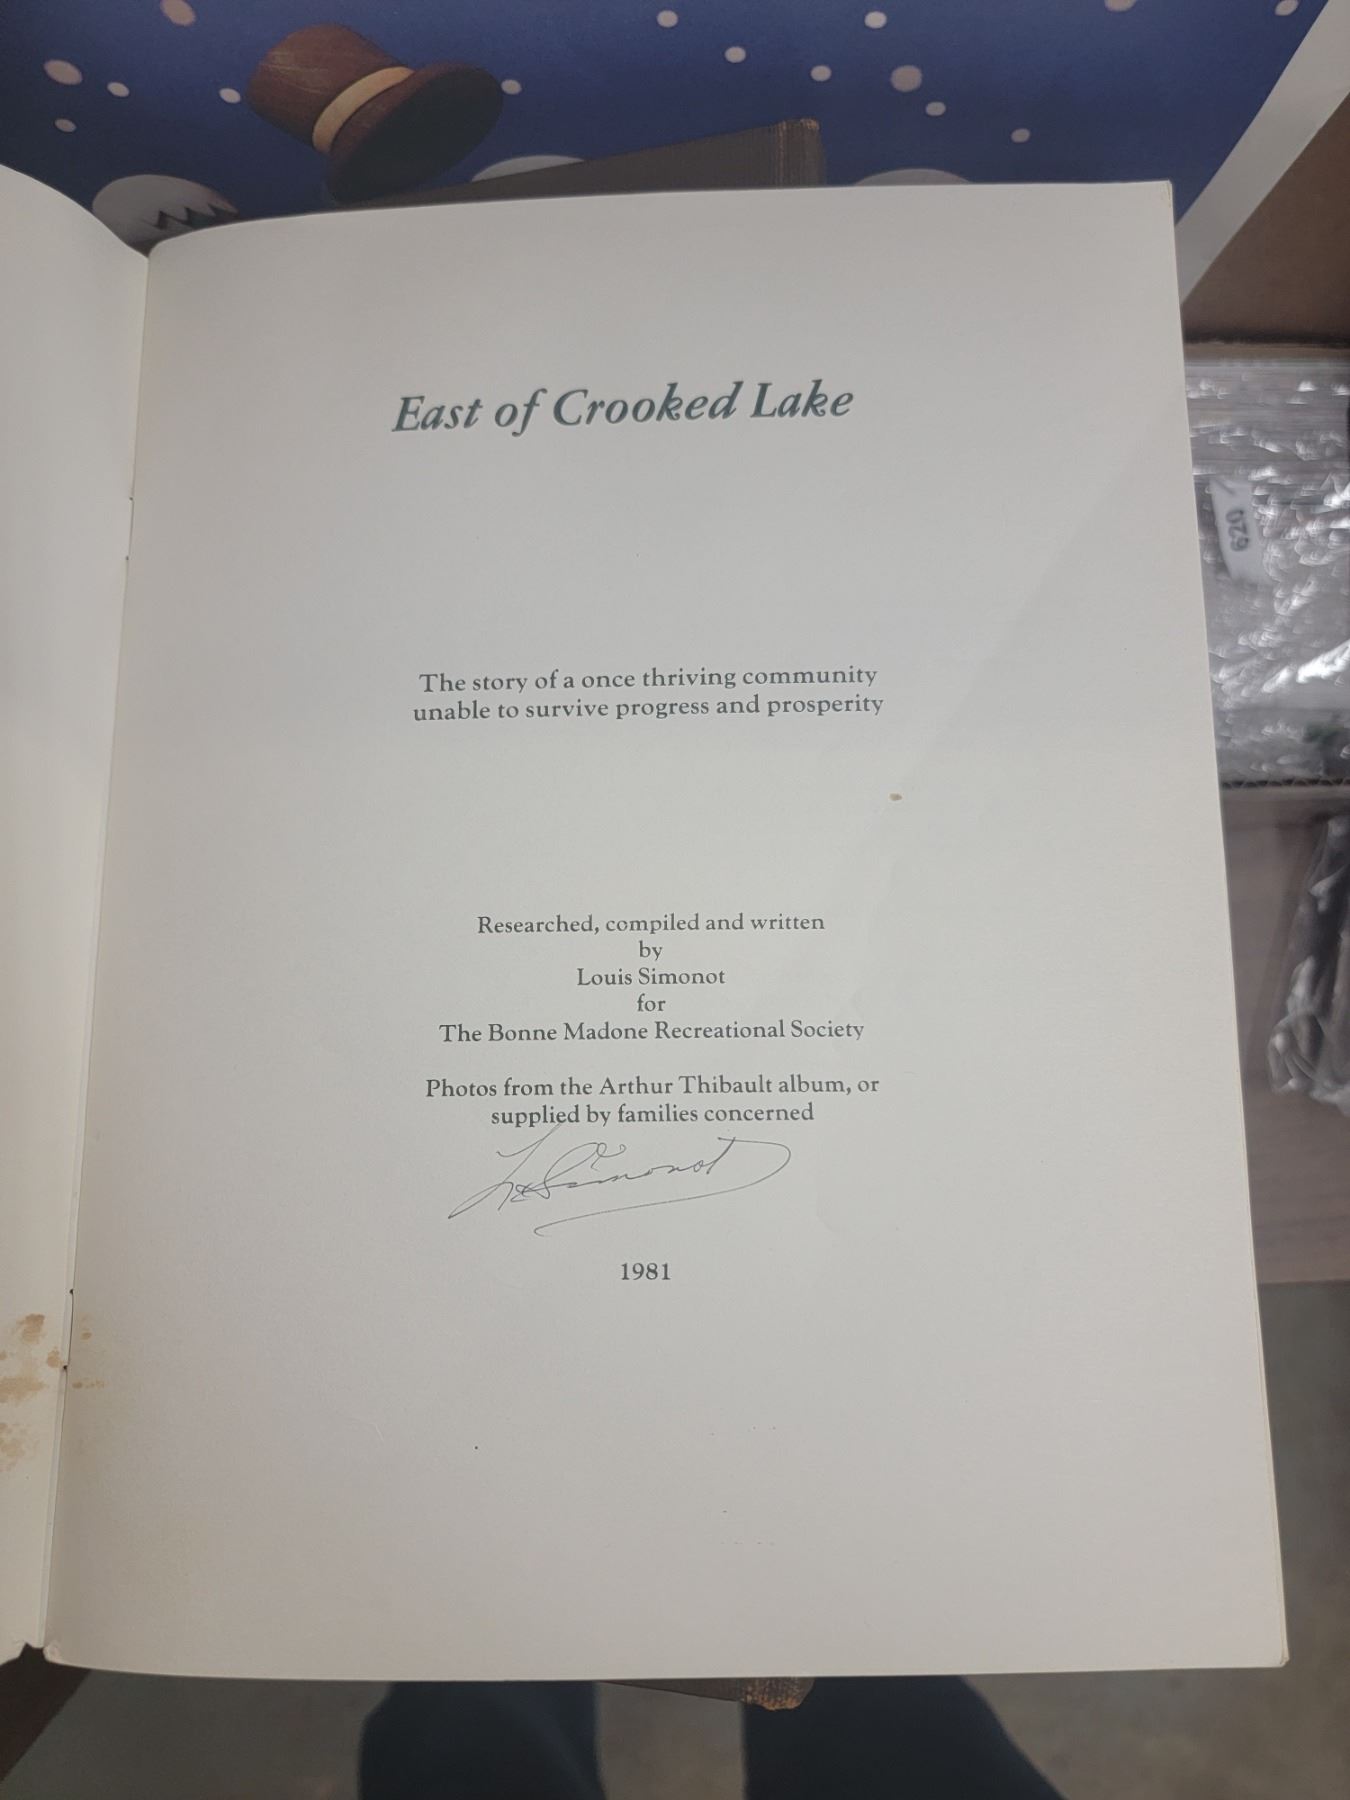 East of Crooked Lake
The story of a once thriving community
unable to survive progress and prosperity
Researched, compiled and written
by
Louis Simonot
for
The Bonne Madone Recreational Society
Photos from the Arthur Thibault album, or
supplied by families concerned
Simonot
1981